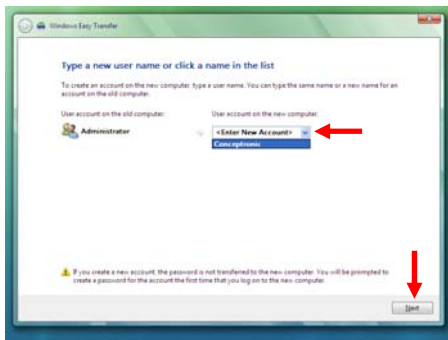 Windows Easy Transfer
Type a new user name or click a name in the list
To create an account on the new computer, type a user name. You can type the same name or a new name for an
account on the old computer.
User account on the old computer: User account on the new computer:
Administrator <Enter New Account>
Conceptronic
If you create a new account, the password is not transferred to the new computer. You will be prompted to
create a password for the account the first time that you log on to the new computer.
Next